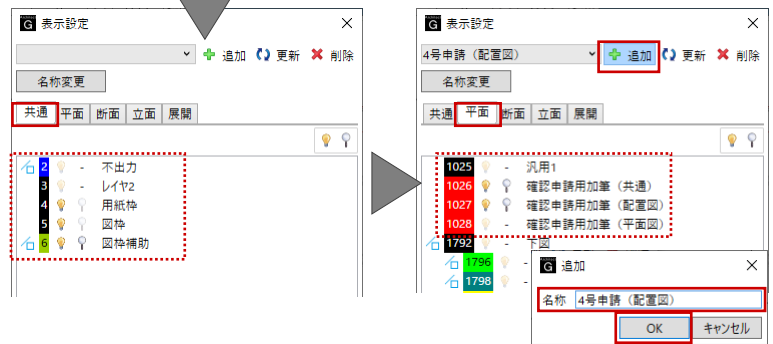 G 表示設定 ×
追加 更新 削除
名称変更
共通 平面 断面 立面 展開
2 - 不出力
3 - レイヤ2
4 用紙枠
5 - 図枠
6 図枠補助
G 表示設定 ×
4号申請（配置図） 追加 更新 削除
名称変更
共通 平面 断面 立面 展開
1025 - 汎用1
1026 確認申請用加筆（共通）
1027 確認申請用加筆（配置図）
1028 - 確認申請用加筆（平面図）
1792 - 下図
1796 -
1798 -
G 追加 ×
名称 4号申請（配置図）
OK キャンセル